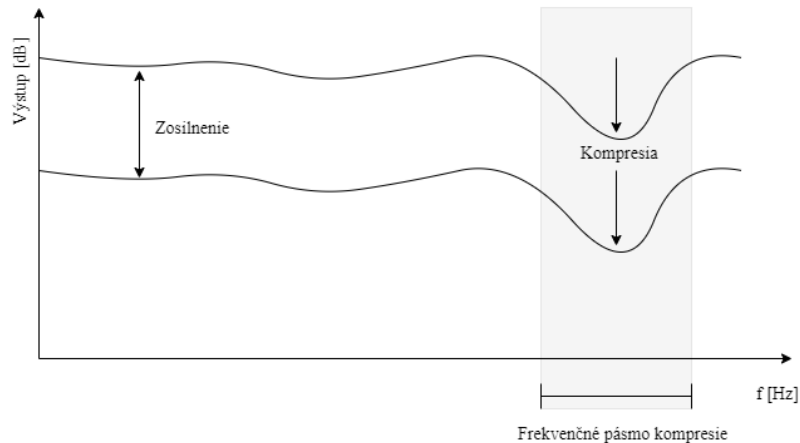 Výstup [dB]
Zosilnenie
Kompresia
f [Hz]
Frekvenčné pásmo kompresie